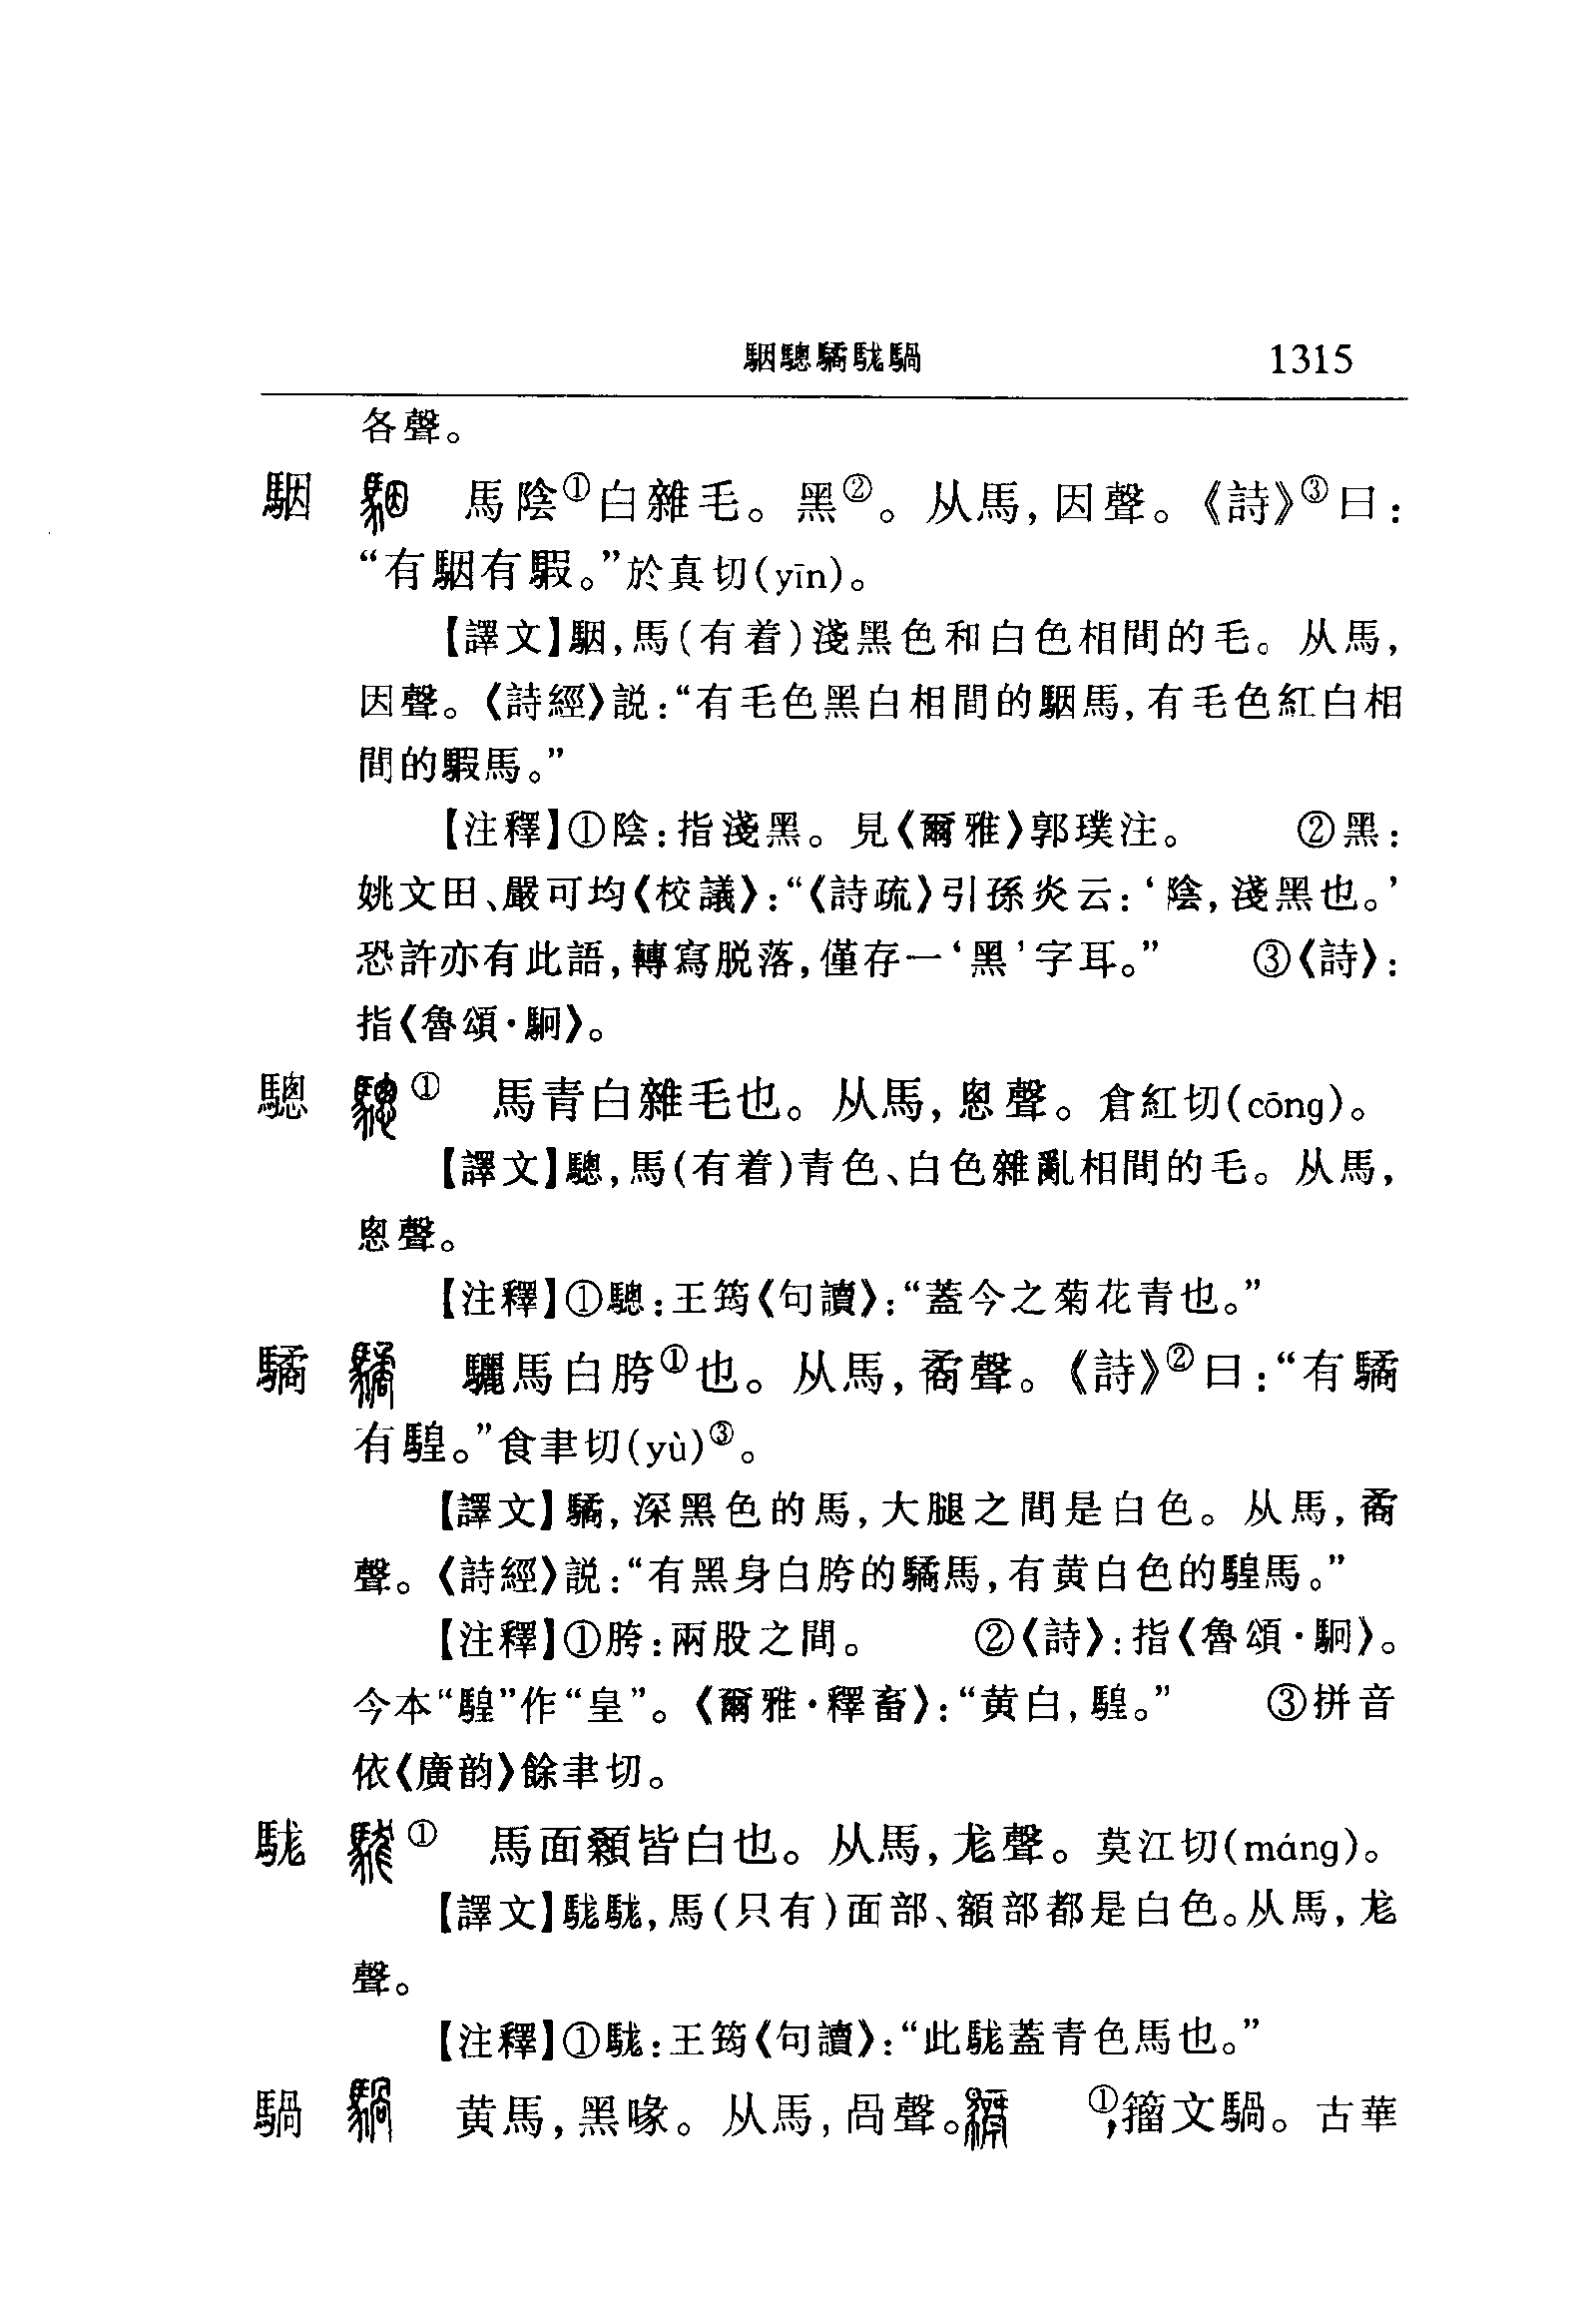 駰驄驈駹騧 1315
各聲。
駰 馬陰①白雜毛。黑②。从馬,因聲。《詩》③曰:
“有駰有騢。”於真切(yīn)。
【譯文】駰,馬(有着)淺黑色和白色相間的毛。从馬,
因聲。《詩經》説:“有毛色黑白相間的駰馬,有毛色紅白相
間的騢馬。”
【注釋】①陰:指淺黑。見《爾雅》郭璞注。 ②黑:
姚文田、嚴可均《校議》:“《詩疏》引孫炎云:‘陰,淺黑也。’
恐許亦有此語,轉寫脱落,僅存一‘黑’字耳。” ③《詩》:
指《魯頌·駉》。
驄 ① 馬青白雜毛也。从馬,悤聲。倉紅切(cōng)。
【譯文】驄,馬(有着)青色、白色雜亂相間的毛。从馬,
悤聲。
【注釋】①驄:王筠《句讀》:“蓋今之菊花青也。”
驈 驪馬白胯①也。从馬,矞聲。《詩》②曰:“有驈
有騜。”食聿切(yù)③。
【譯文】驈,深黑色的馬,大腿之間是白色。从馬,矞
聲。《詩經》説:“有黑身白胯的驈馬,有黄白色的騜馬。”
【注釋】①胯:兩股之間。 ②《詩》:指《魯頌·駉》。
今本“騜”作“皇”。《爾雅·釋畜》:“黄白,騜。” ③拼音
依《廣韵》餘聿切。
駹 ① 馬面顙皆白也。从馬,尨聲。莫江切(máng)。
【譯文】駹駹,馬(只有)面部、額部都是白色。从馬,尨
聲。
【注釋】①駹:王筠《句讀》:“此駹蓋青色馬也。”
騧 黄馬,黑喙。从馬,咼聲。 ①,籀文騧。古華